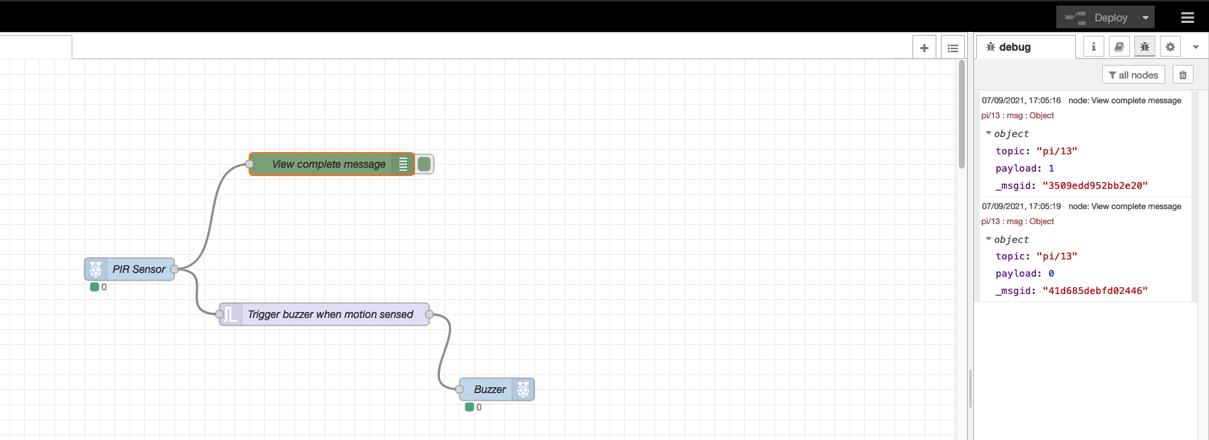 Deploy
debug
all nodes
07/09/2021, 17:05:16 node: View complete message
pi/13 : msg : Object
object
topic: "pi/13"
payload: 1
_msgid: "3509edd952bb2e20"
07/09/2021, 17:05:19 node: View complete message
pi/13 : msg : Object
object
topic: "pi/13"
payload: 0
_msgid: "41d685debfd02446"
View complete message
PIR Sensor
0
Trigger buzzer when motion sensed
Buzzer
0